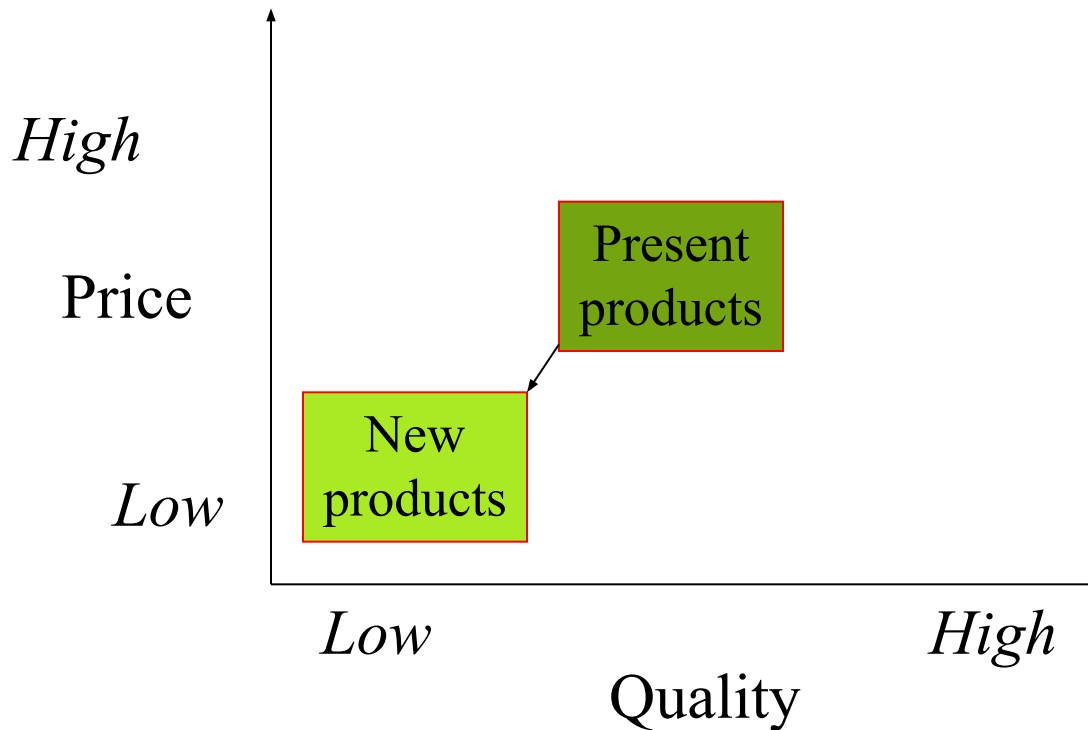 High
Present
products
Price
New
products
Low
Low
High
Quality